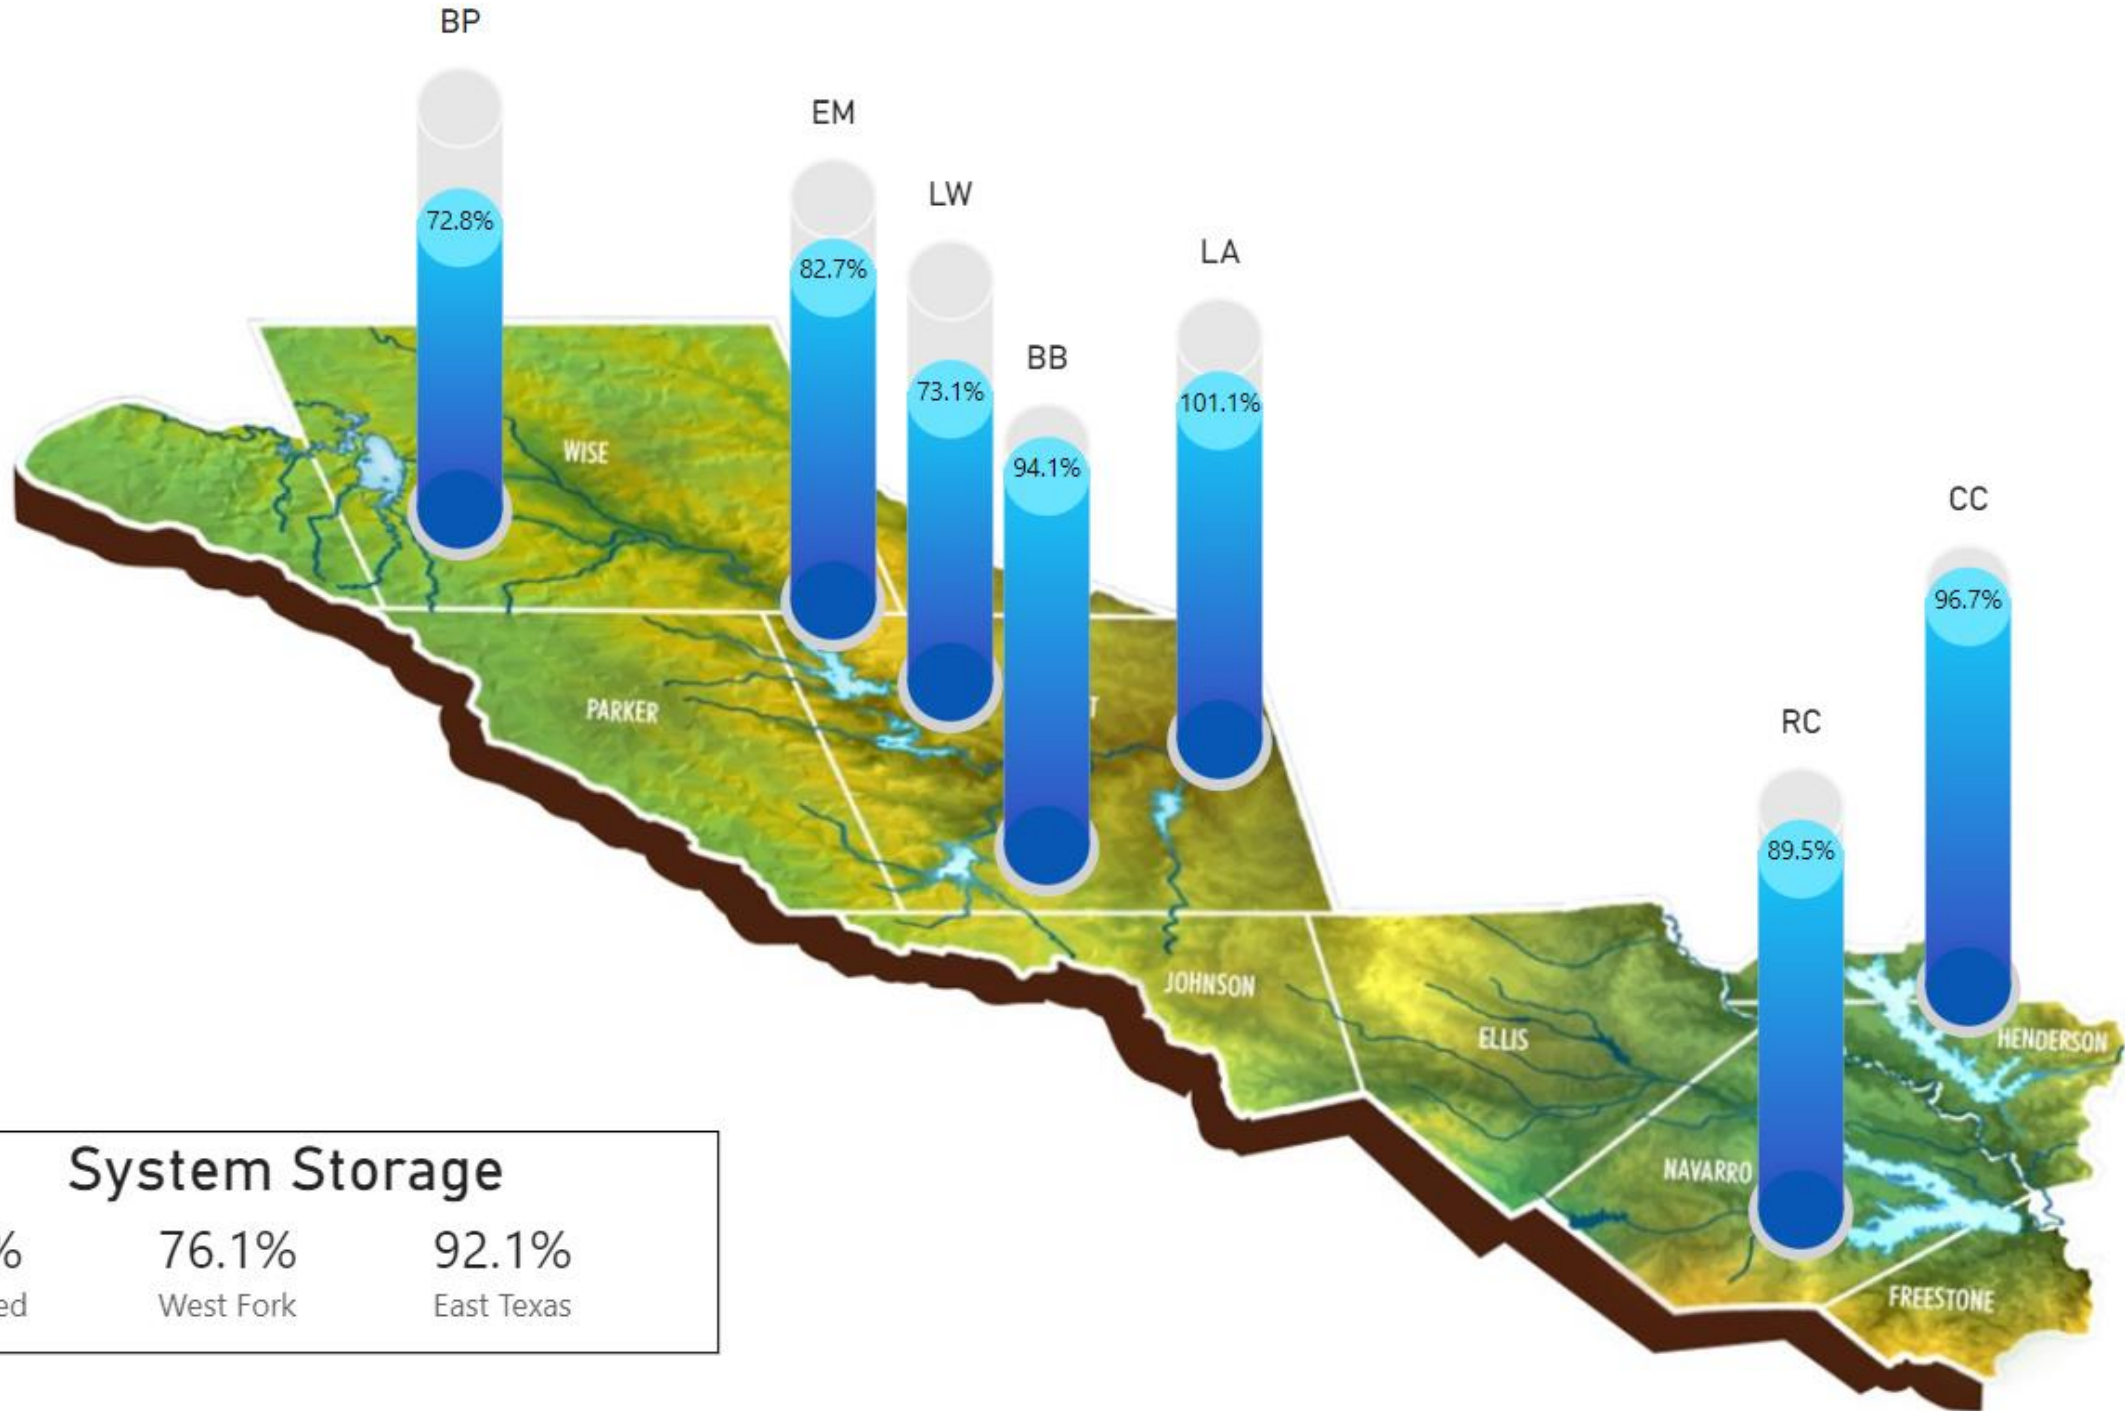 BP
EM
LW
LA
BB
72.8%
82.7%
73.1%
101.1%
94.1%
WISE
CC
96.7%
PARKER
T
RC
89.5%
JOHNSON
ELLIS
HENDERSON
NAVARRO
FREESTONE
System Storage
% 76.1% 92.1%
ed West Fork East Texas